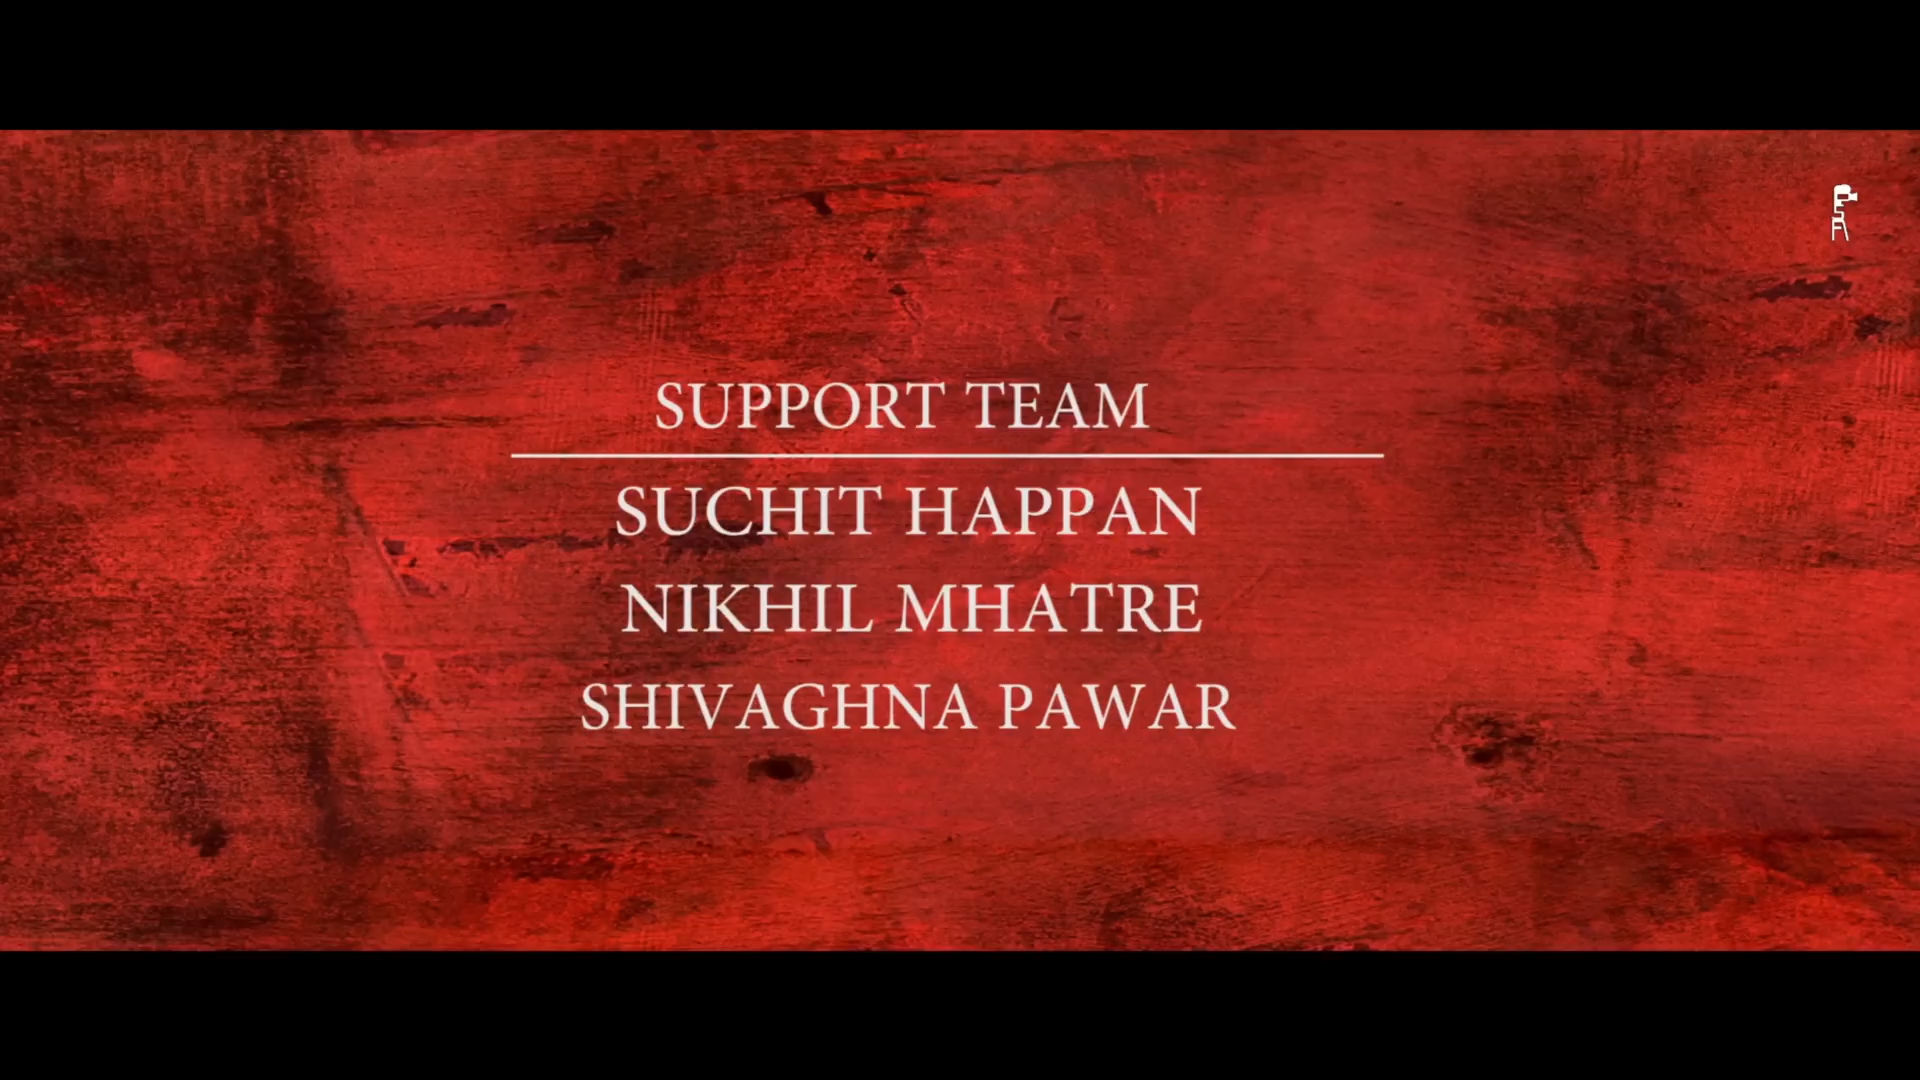 SUPPORT TEAM
SUCHIT HAPPAN
NIKHIL MHATRE
SHIVAGHNA PAWAR